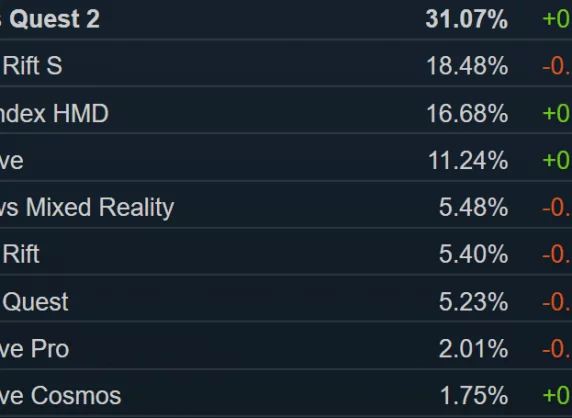 s Quest 2 31.07% +0
Rift S 18.48% -0.
ndex HMD 16.68% +0
ve 11.24% +0
ws Mixed Reality 5.48% -0.
Rift 5.40% -0.
Quest 5.23% -0.
ve Pro 2.01% -0.
ve Cosmos 1.75% +0